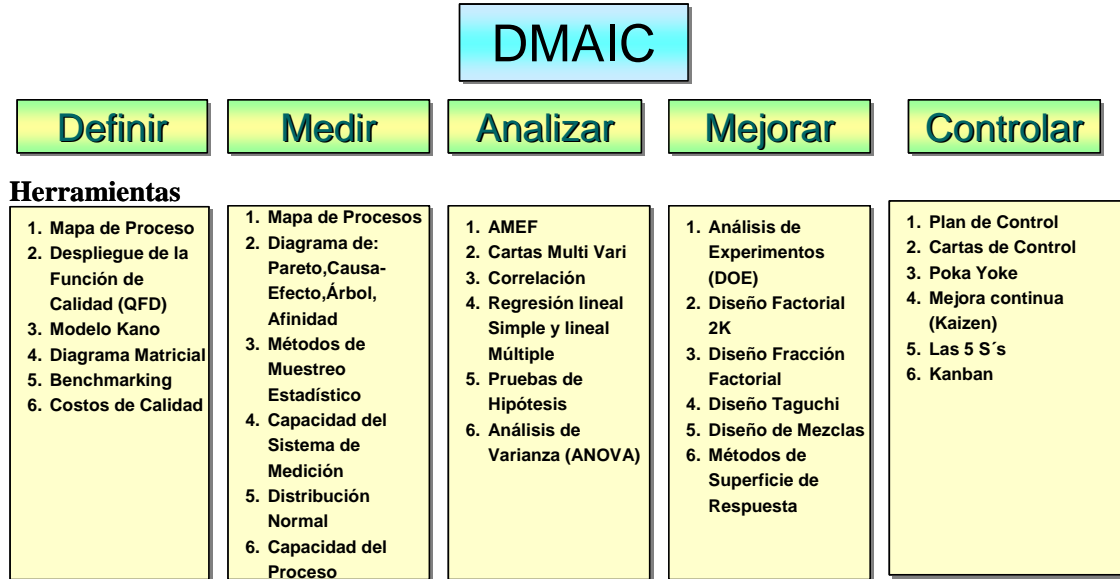 DMAIC
Definir
Medir
Analizar
Mejorar
Controlar
Herramientas
1. Mapa de Proceso
2. Despliegue de la
Función de
Calidad (QFD)
3. Modelo Kano
4. Diagrama Matricial
5. Benchmarking
6. Costos de Calidad
1. Mapa de Procesos
2. Diagrama de:
Pareto,Causa-
Efecto,Árbol,
Afinidad
3. Métodos de
Muestreo
Estadístico
4. Capacidad del
Sistema de
Medición
5. Distribución
Normal
6. Capacidad del
Proceso
1. AMEF
2. Cartas Multi Vari
3. Correlación
4. Regresión lineal
Simple y lineal
Múltiple
5. Pruebas de
Hipótesis
6. Análisis de
Varianza (ANOVA)
1. Análisis de
Experimentos
(DOE)
2. Diseño Factorial
2K
3. Diseño Fracción
Factorial
4. Diseño Taguchi
5. Diseño de Mezclas
6. Métodos de
Superficie de
Respuesta
1. Plan de Control
2. Cartas de Control
3. Poka Yoke
4. Mejora continua
(Kaizen)
5. Las 5 S´s
6. Kanban